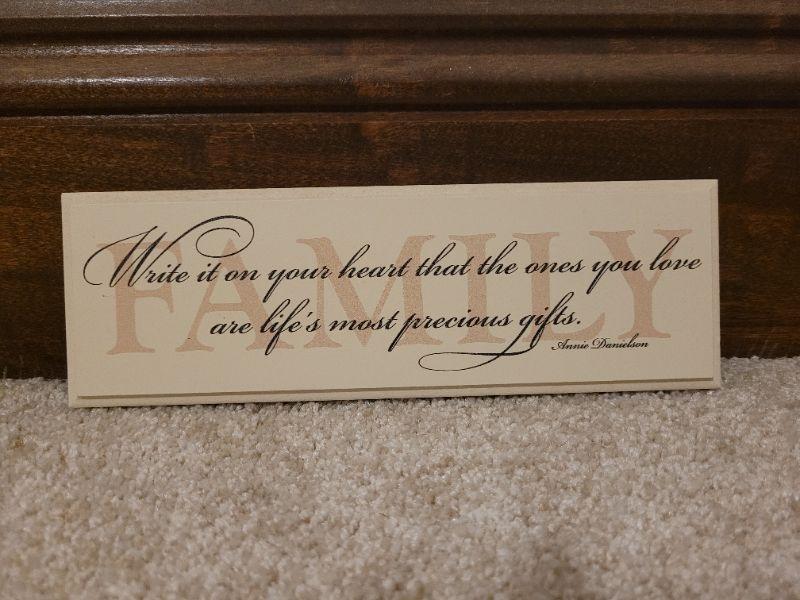 FAMILY
Write it on your heart that the ones you love
are life's most precious gifts.
Annie Danielson